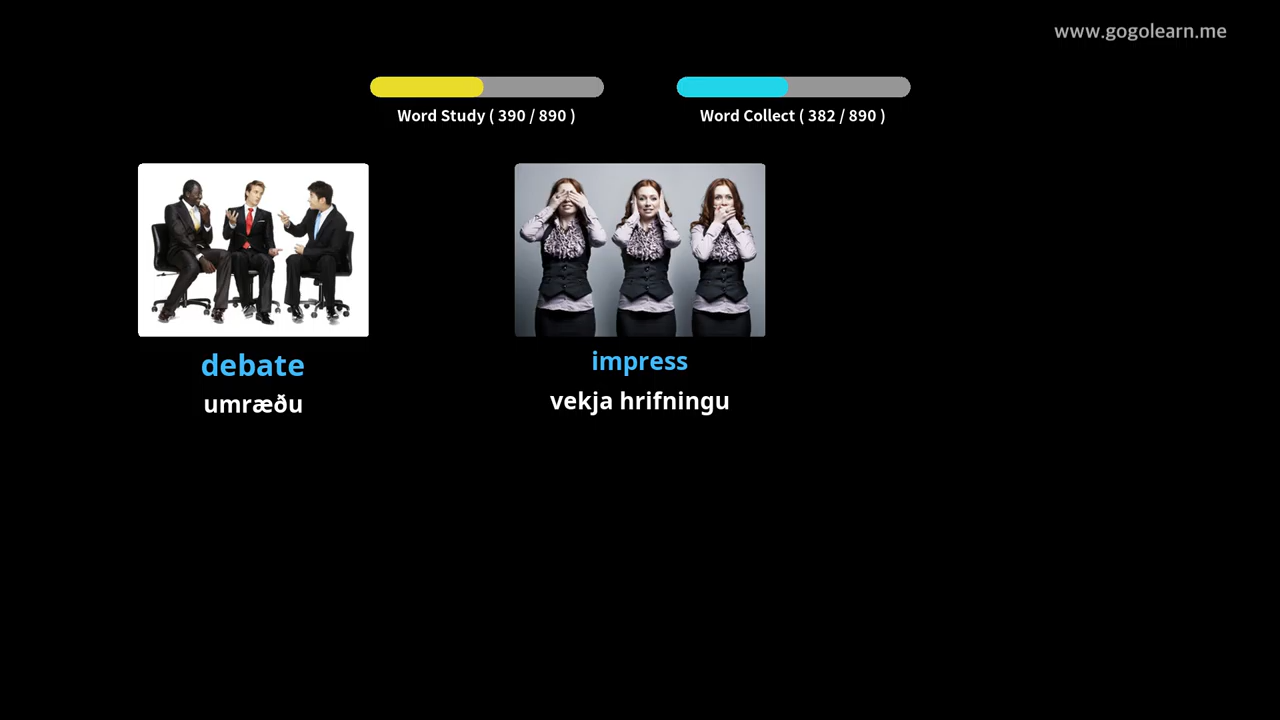 www.gogolearn.me
Word Study ( 390 / 890 )
Word Collect ( 382 / 890 )
debate
umræðu
impress
vekja hrifningu